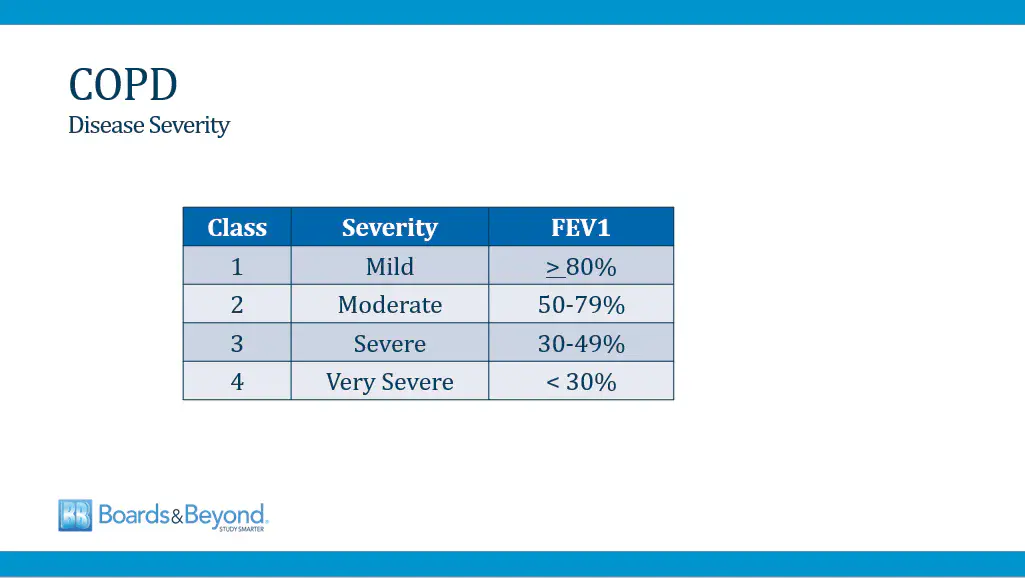 COPD
Disease Severity
Class Severity FEV1
1 Mild ≥ 80%
2 Moderate 50-79%
3 Severe 30-49%
4 Very Severe < 30%
BB Boards&Beyond®
STUDY SMARTER